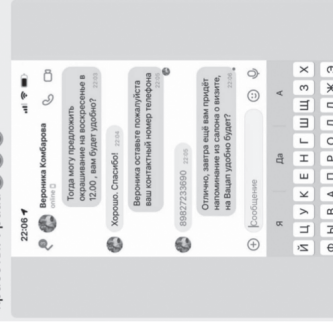 22:06
Вероника Комбарова
online
Тогда могу предложить
окрашивание на воскресенье в
12.00 , вам будет удобно?
22:03
Хорошо. Спасибо!
22:04
Вероника оставьте пожалуйста
ваш контактный номер телефона
22:05
89827233690
22:05
Отлично, завтра ещё вам придёт
напоминание из салона о визите,
на Вацап удобно будет?
22:06
Сообщение
Я Да А
Й Ц У К Е Н Г Ш Щ З Х
Ф Ы В А П Р О Л Д Ж Э